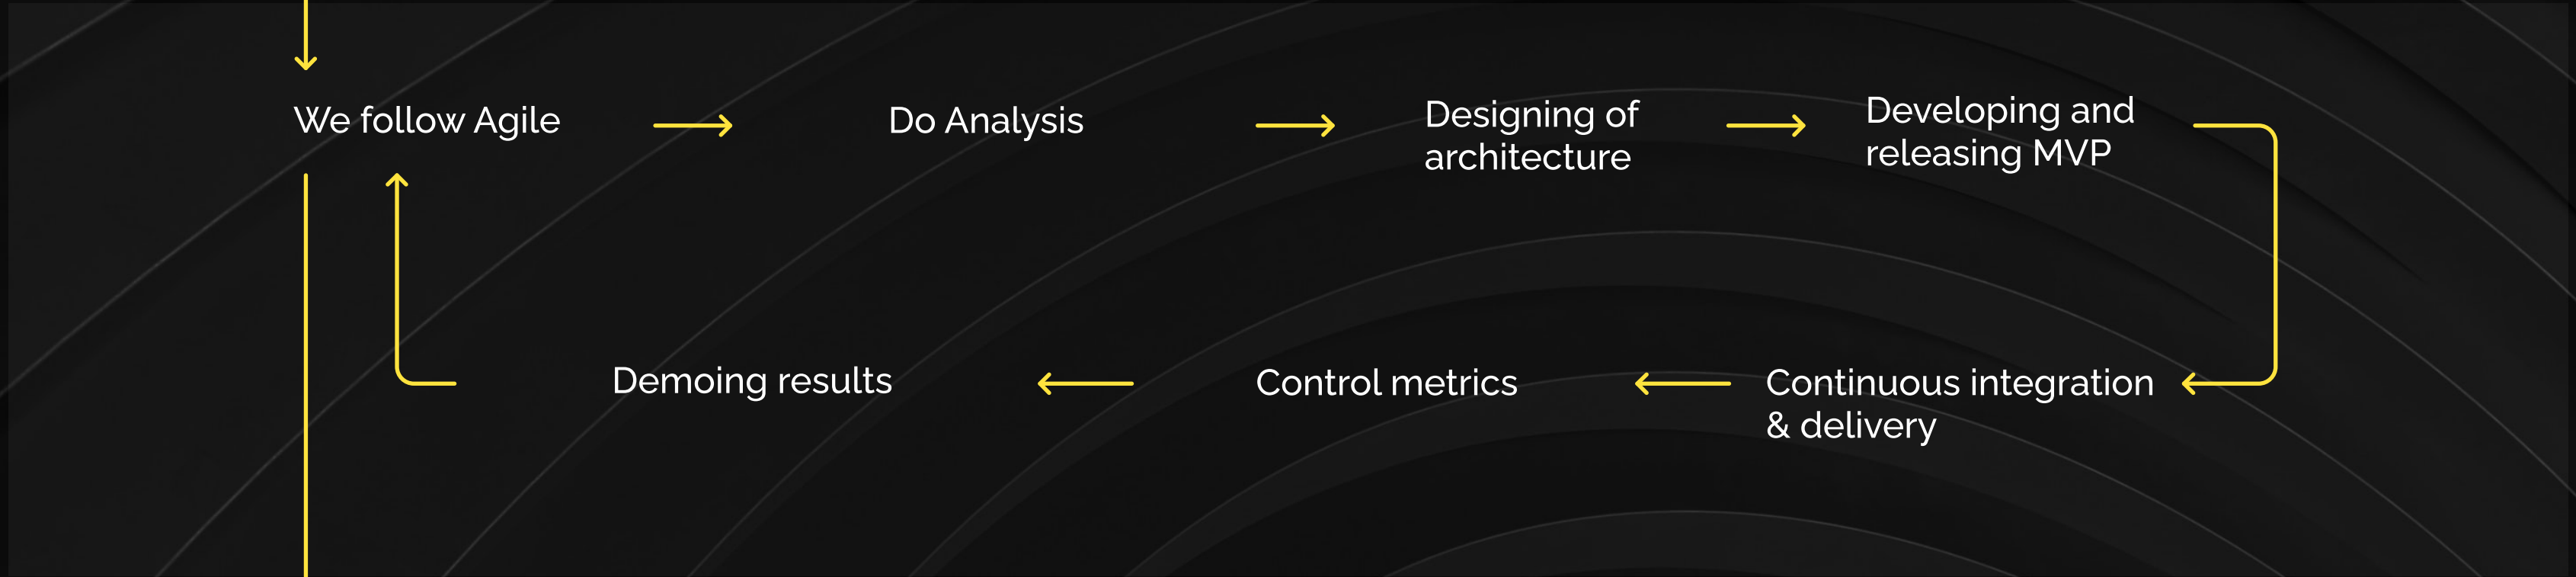 We follow Agile
Do Analysis
Designing of
architecture
Developing and
releasing MVP
Demoing results
Control metrics
Continuous integration
& delivery